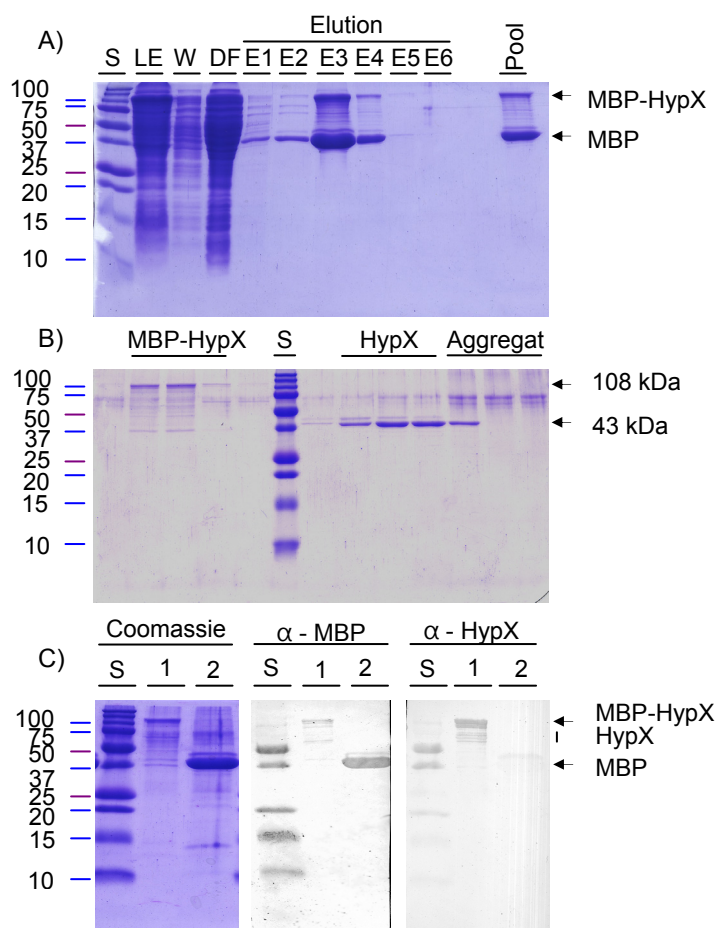 Elution
A)
S LE W DF E1 E2 E3 E4 E5 E6 Pool
100
75
50
37
25
20
15
10
MBP-HypX
MBP
B)
MBP-HypX S HypX Aggregat
100
75
50
37
25
20
15
10
108 kDa
43 kDa
C)
Coomassie α - MBP α - HypX
S 1 2 S 1 2 S 1 2
100
75
50
37
25
20
15
10
MBP-HypX
HypX
MBP